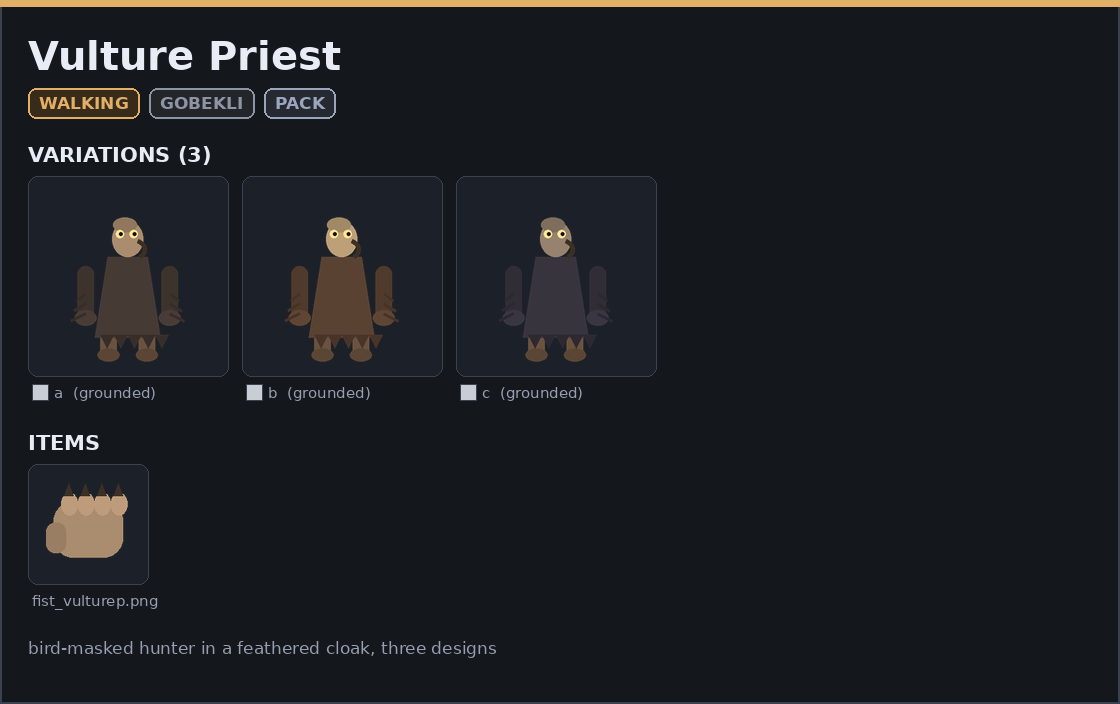 Vulture Priest
WALKING GOBEKLI PACK
VARIATIONS (3)
a (grounded) b (grounded) c (grounded)
ITEMS
fist_vulturep.png
bird-masked hunter in a feathered cloak, three designs